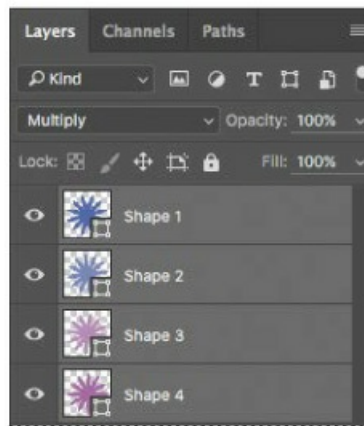 Layers Channels Paths
Kind T
Multiply Opacity: 100%
Lock: Fill: 100%
Shape 1
Shape 2
Shape 3
Shape 4